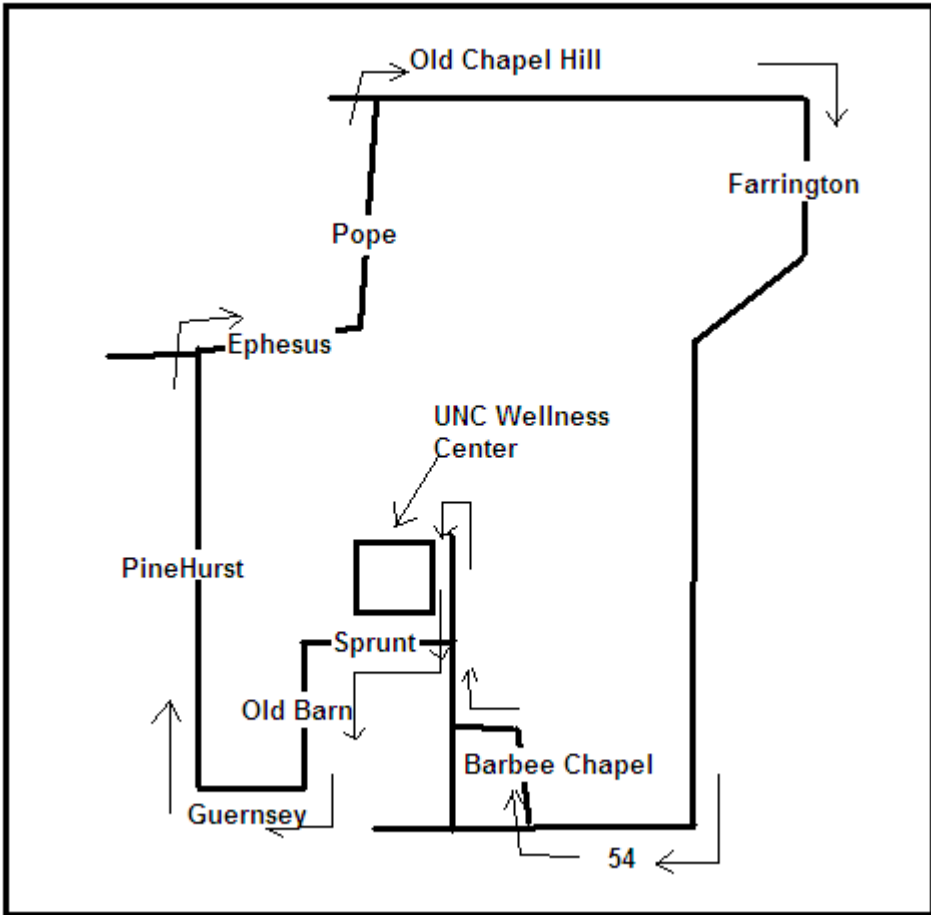 Old Chapel Hill
Farrington
Pope
Ephesus
UNC Wellness
Center
PineHurst
Sprunt
Old Barn
Barbee Chapel
Guernsey
54